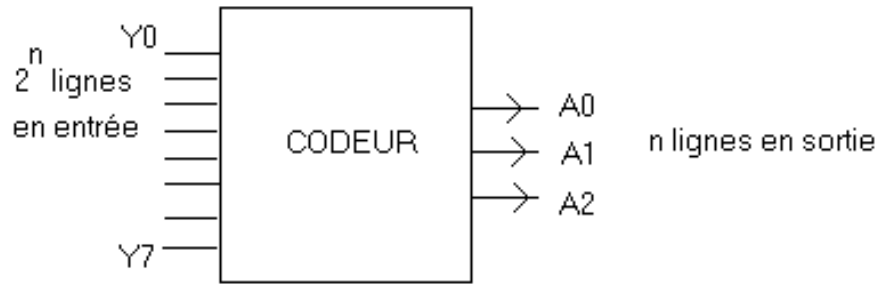 Y0
2^n lignes
en entrée
Y7
CODEUR
A0
A1
A2
n lignes en sortie